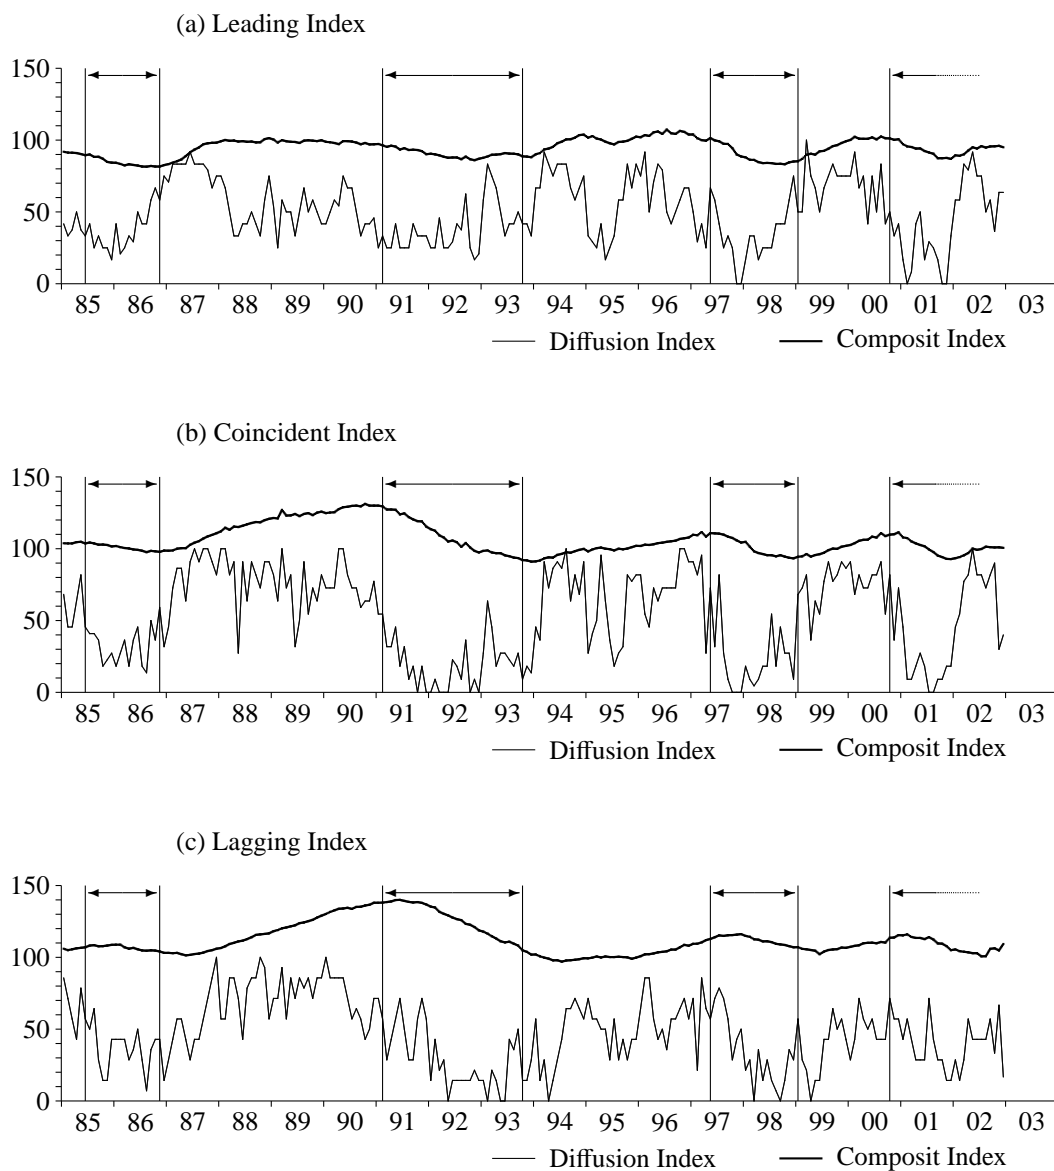 (a) Leading Index
150
100
50
0
85 86 87 88 89 90 91 92 93 94 95 96 97 98 99 00 01 02 03
Diffusion Index Composit Index
(b) Coincident Index
150
100
50
0
85 86 87 88 89 90 91 92 93 94 95 96 97 98 99 00 01 02 03
Diffusion Index Composit Index
(c) Lagging Index
150
100
50
0
85 86 87 88 89 90 91 92 93 94 95 96 97 98 99 00 01 02 03
Diffusion Index Composit Index